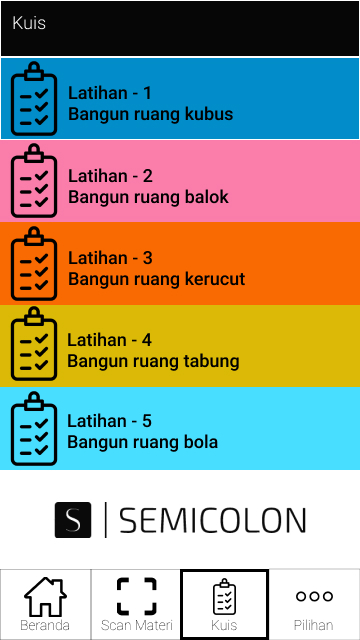 Kuis
Latihan - 1
Bangun ruang kubus
Latihan - 2
Bangun ruang balok
Latihan - 3
Bangun ruang kerucut
Latihan - 4
Bangun ruang tabung
Latihan - 5
Bangun ruang bola
S | SEMICOLON
Beranda
Scan Materi
Kuis
Pilihan